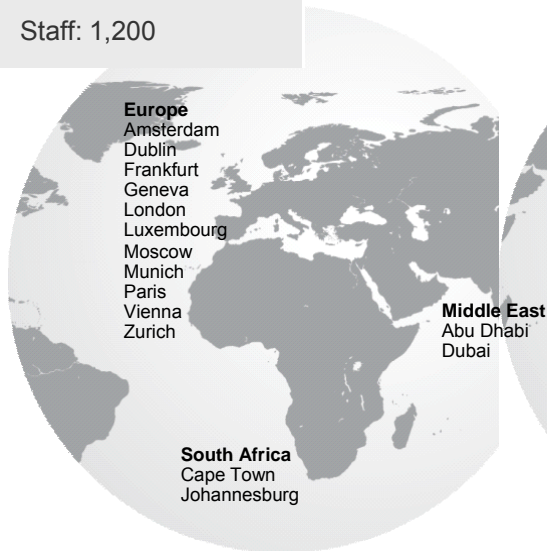 Staff: 1,200
Europe
Amsterdam
Dublin
Frankfurt
Geneva
London
Luxembourg
Moscow
Munich
Paris
Vienna
Zurich
Middle East
Abu Dhabi
Dubai
South Africa
Cape Town
Johannesburg